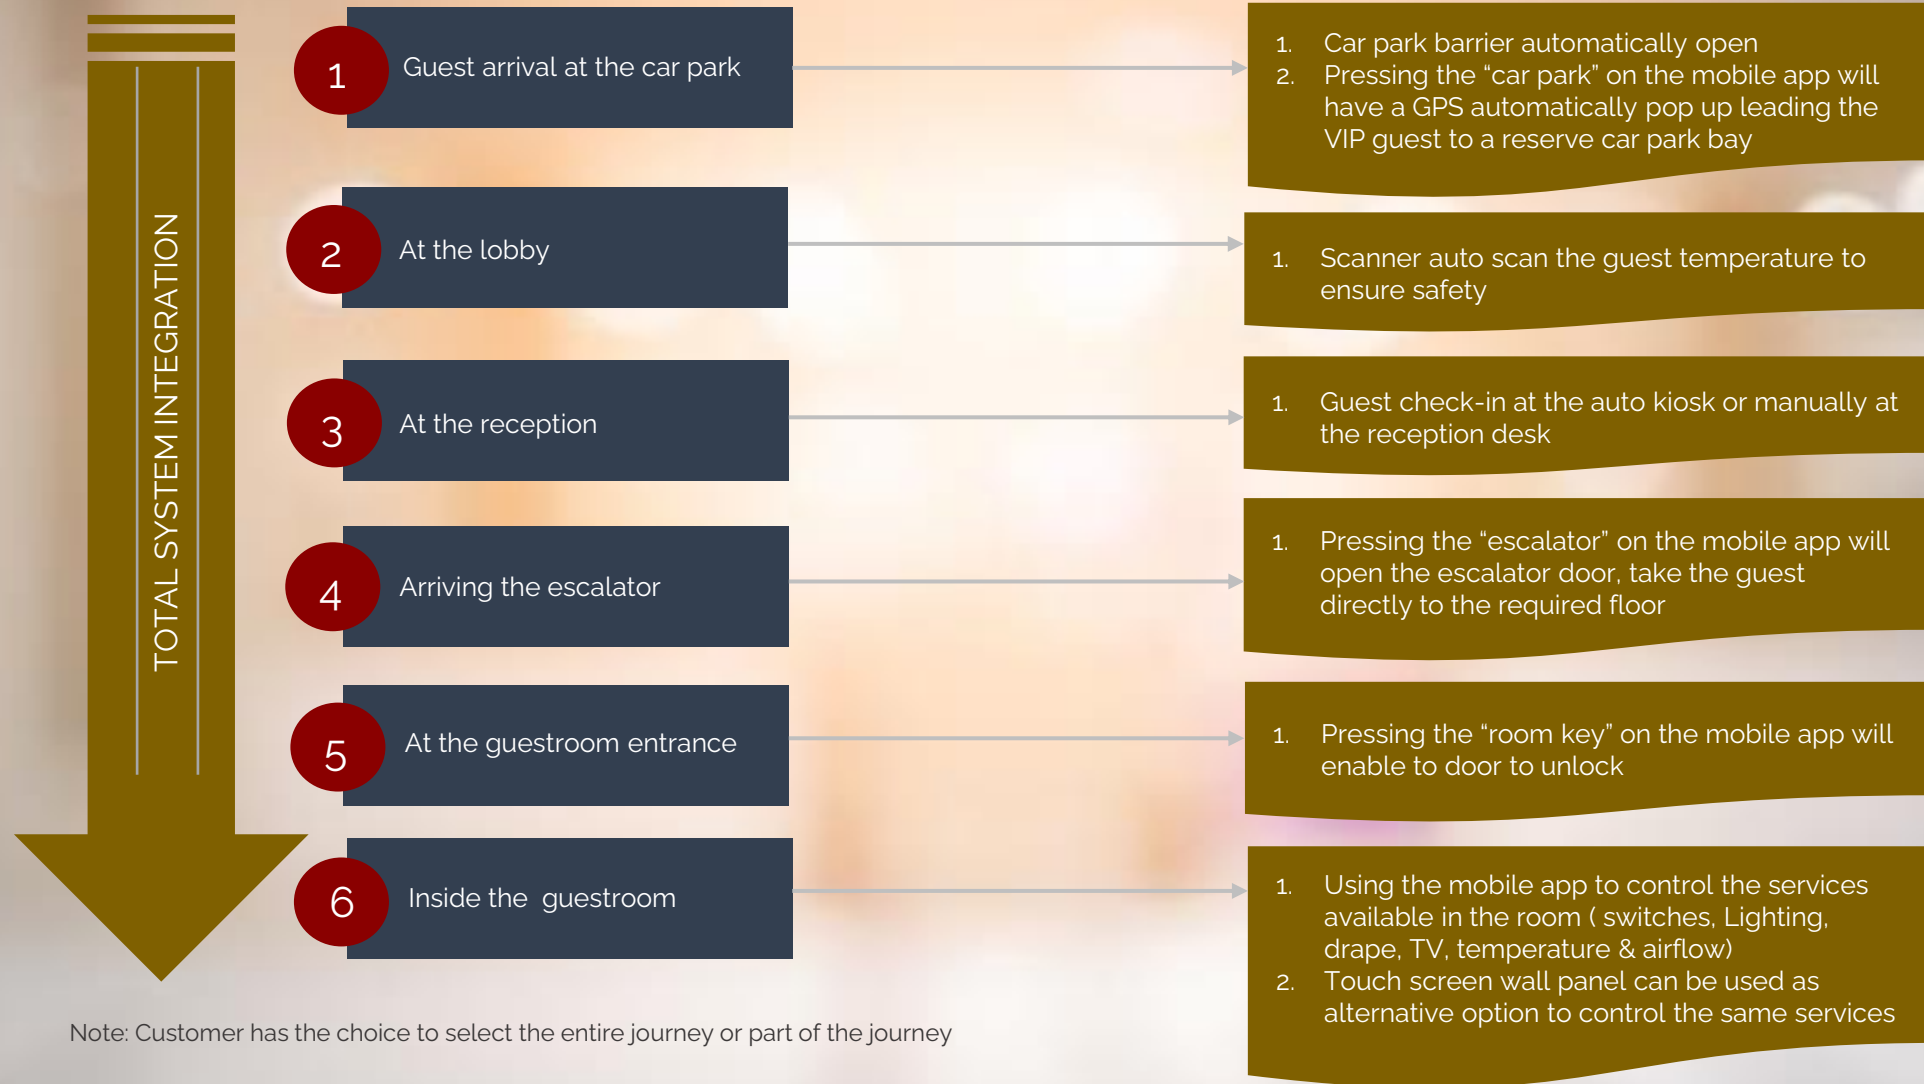 TOTAL SYSTEM INTEGRATION
1
Guest arrival at the car park
1. Car park barrier automatically open
2. Pressing the “car park” on the mobile app will
have a GPS automatically pop up leading the
VIP guest to a reserve car park bay
2
At the lobby
1. Scanner auto scan the guest temperature to
ensure safety
3
At the reception
1. Guest check-in at the auto kiosk or manually at
the reception desk
4
Arriving the escalator
1. Pressing the “escalator” on the mobile app will
open the escalator door, take the guest
directly to the required floor
5
At the guestroom entrance
1. Pressing the “room key” on the mobile app will
enable to door to unlock
6
Inside the  guestroom
1. Using the mobile app to control the services
available in the room ( switches, Lighting,
drape, TV, temperature & airflow)
2. Touch screen wall panel can be used as
alternative option to control the same services
Note: Customer has the choice to select the entire journey or part of the journey